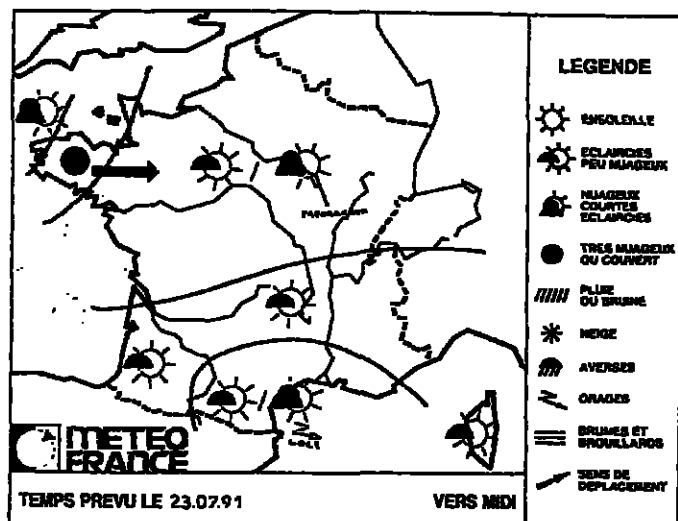 LEGENDE
ENSOLEILLE
ECLAIRCIES
PEU NUAGEUX
NUAGEUX
COURTES
ECLAIRCIES
TRES NUAGEUX
OU COUVERT
PLUIE
OU BRUINE
NEIGE
AVERSES
ORAGES
BRUMES ET
BROUILLARDS
SENS DE
DEPLACEMENT
METEO
FRANCE
TEMPS PREVU LE 23.07.91
VERS MIDI